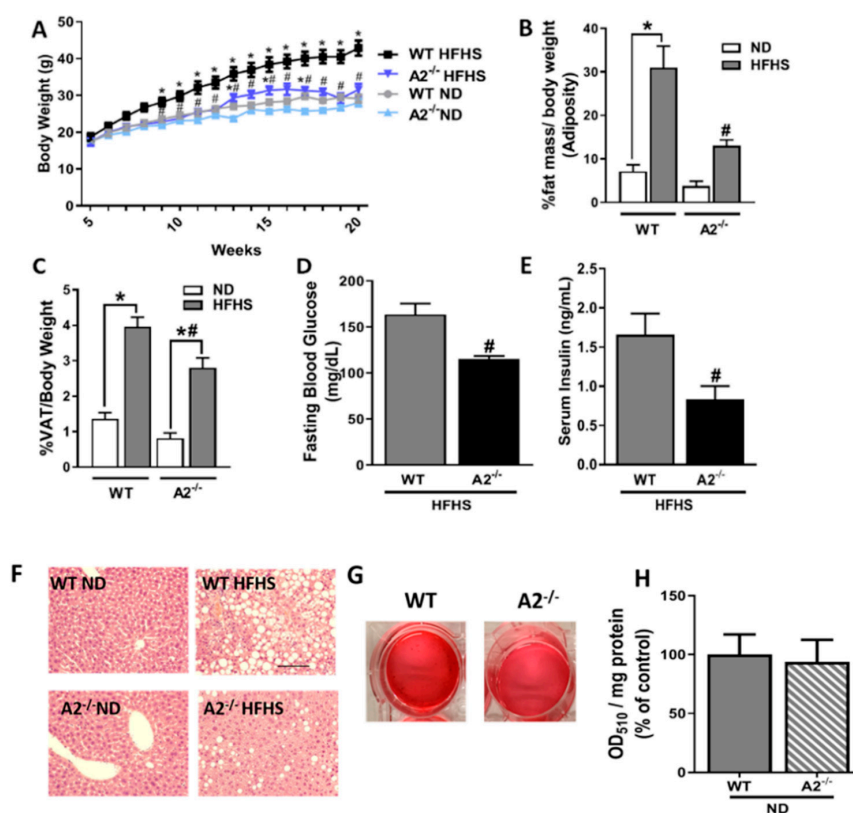 A
Body Weight (g)
50
40
30
20
10
0
5
10
15
20
Weeks
WT HFHS
A2-/- HFHS
WT ND
A2-/-ND
* * * * * * * * * * * *
# # # # *# # *# # *# # # #
B
%fat mass/ body weight
(Adiposity)
40
30
20
10
0
*
#
ND
HFHS
WT
A2-/-
C
%VAT/Body Weight
5
4
3
2
1
0
*
*#
ND
HFHS
WT
A2-/-
D
Fasting Blood Glucose
(mg/dL)
200
150
100
50
0
#
WT
A2-/-
HFHS
E
Serum Insulin (ng/mL)
2.5
2.0
1.5
1.0
0.5
0.0
#
WT
A2-/-
HFHS
F
WT ND
WT HFHS
A2-/-ND
A2-/- HFHS
G
WT
A2-/-
H
OD510 / mg protein
(% of control)
150
100
50
0
WT
A2-/-
ND